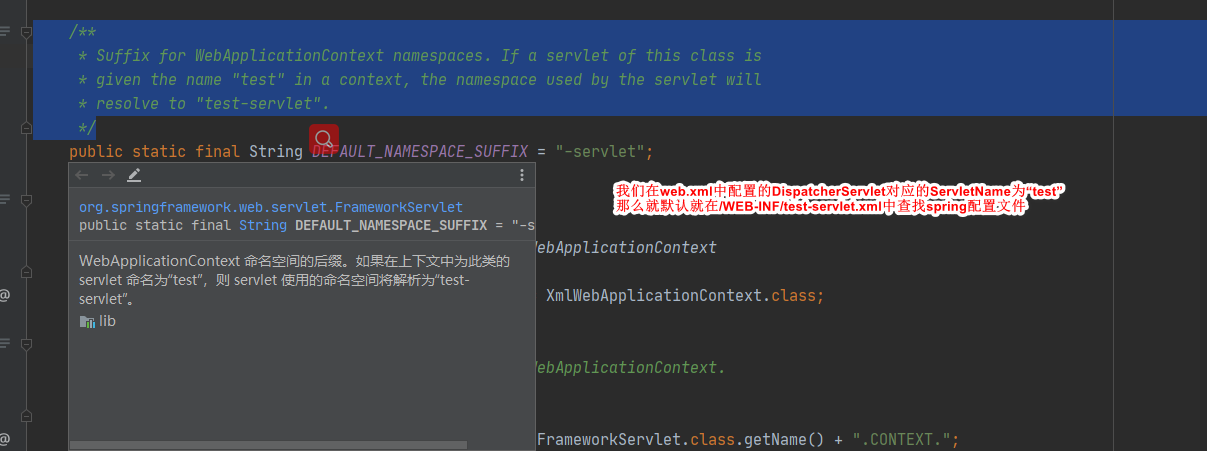 /**
* Suffix for WebApplicationContext namespaces. If a servlet of this class is
* given the name "test" in a context, the namespace used by the servlet will
* resolve to "test-servlet".
*/
public static final String DEFAULT_NAMESPACE_SUFFIX = "-servlet";
我们在web.xml中配置的DispatcherServlet对应的ServletName为“test”
那么就默认就在/WEB-INF/test-servlet.xml中查找spring配置文件
org.springframework.web.servlet.FrameworkServlet
public static final String DEFAULT_NAMESPACE_SUFFIX = "-s
WebApplicationContext
WebApplicationContext 命名空间的后缀。如果在上下文中为此类的
servlet 命名为“test”，则 servlet 使用的命名空间将解析为“test-
servlet”。
@ XmlWebApplicationContext.class;
lib
WebApplicationContext.
@ FrameworkServlet.class.getName() + ".CONTEXT.";